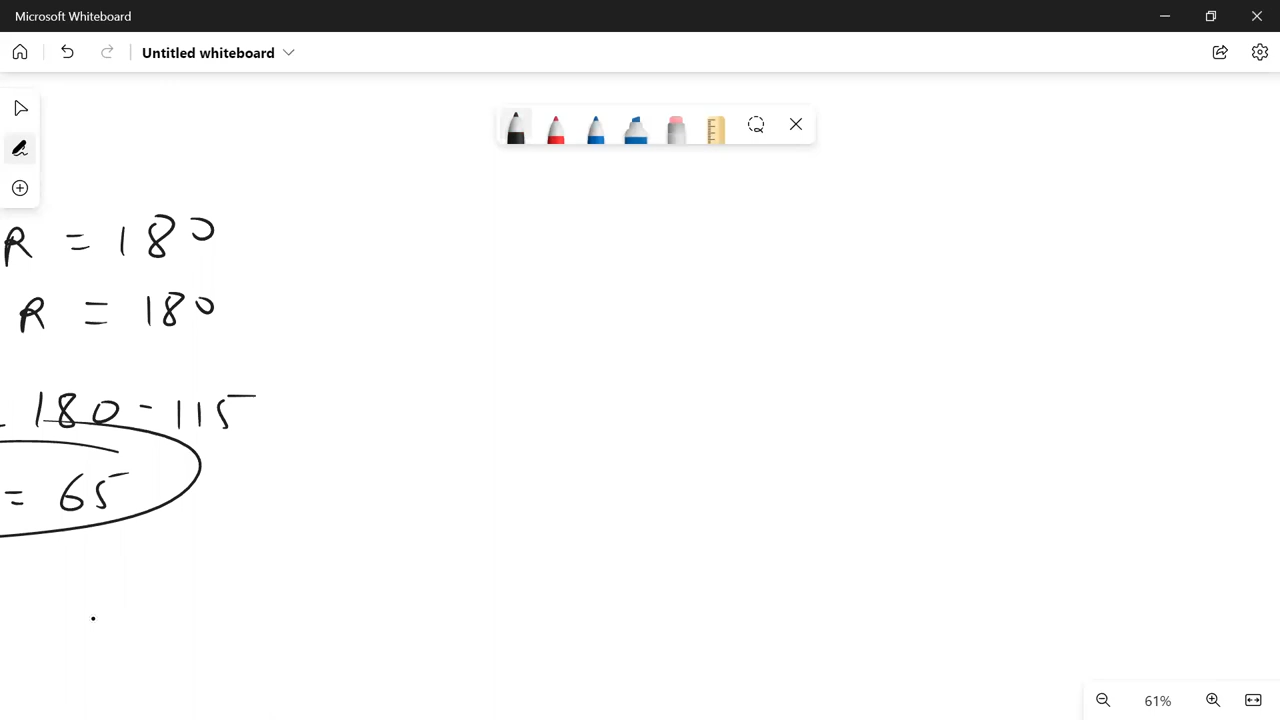 Microsoft Whiteboard
Untitled whiteboard
R = 180
R = 180
180 - 115
= 65
61%